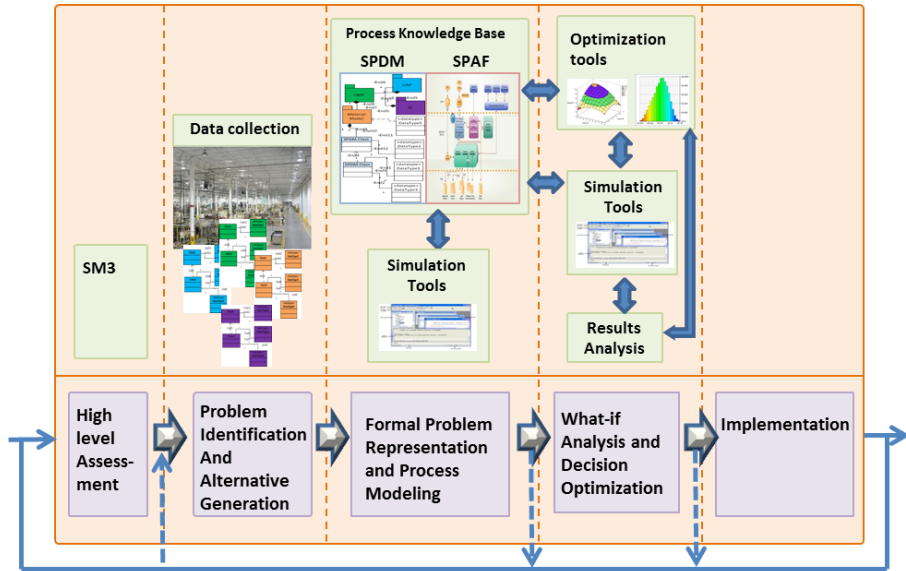 Process Knowledge Base
SPDM
SPAF
Optimization
tools
Data collection
Simulation
Tools
SM3
Simulation
Tools
Results
Analysis
High
level
Assess-
ment
Problem
Identification
And
Alternative
Generation
Formal Problem
Representation
and Process
Modeling
What-if
Analysis and
Decision
Optimization
Implementation